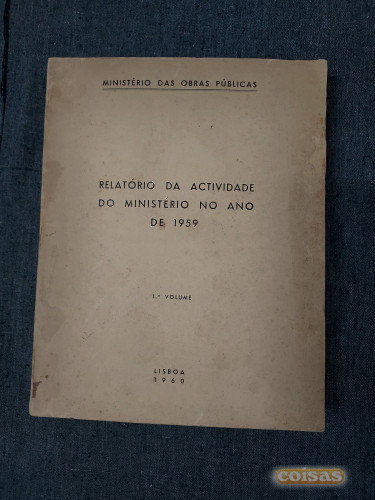 MINISTÉRIO DAS OBRAS PÚBLICAS
RELATÓRIO DA ACTIVIDADE
DO MINISTÉRIO NO ANO
DE 1959
1.º VOLUME
LISBOA
1960
coisas